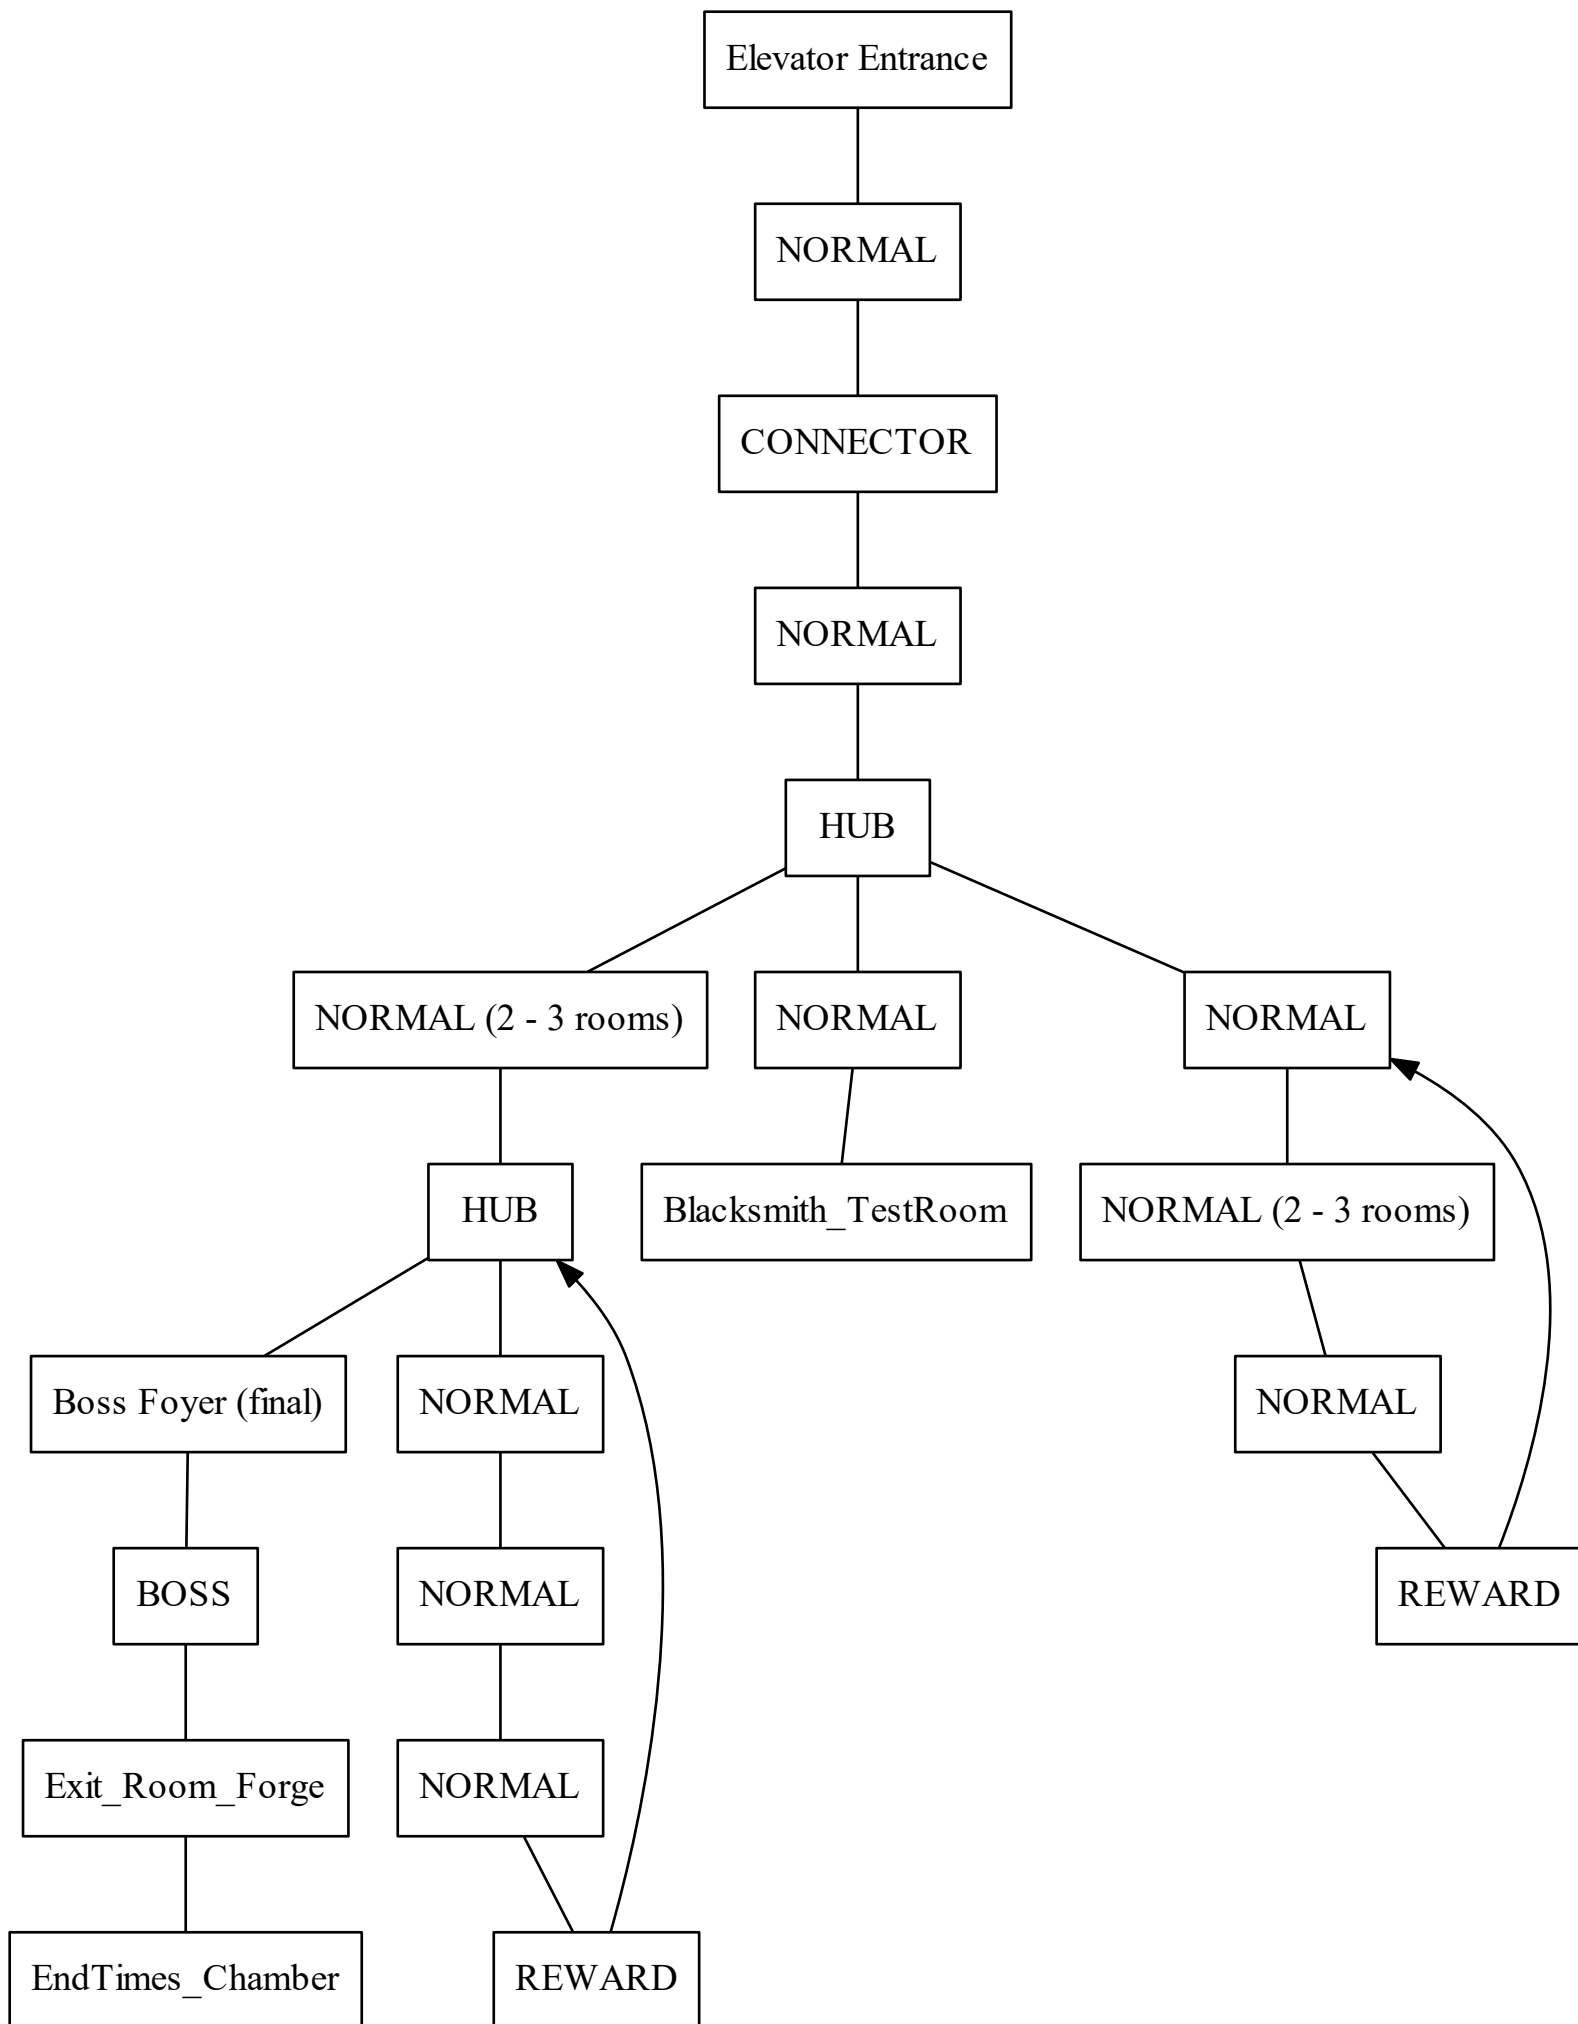 Elevator Entrance
NORMAL
CONNECTOR
NORMAL
HUB
NORMAL (2 - 3 rooms)
NORMAL
NORMAL
HUB
Blacksmith_TestRoom
NORMAL (2 - 3 rooms)
Boss Foyer (final)
NORMAL
NORMAL
BOSS
NORMAL
REWARD
Exit_Room_Forge
NORMAL
EndTimes_Chamber
REWARD